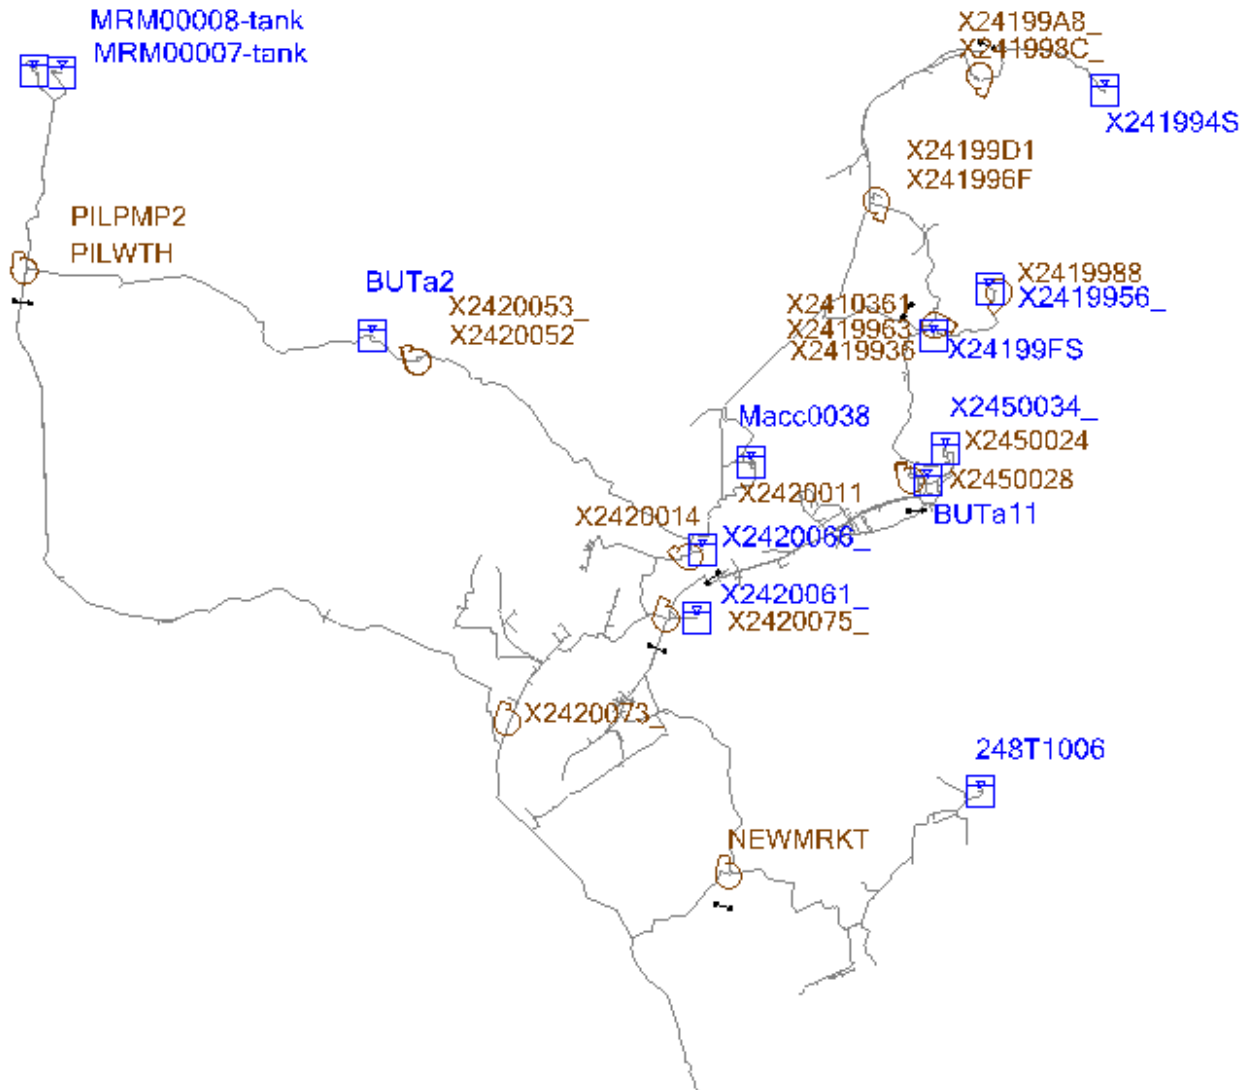 MRM00008-tank
MRM00007-tank
X24199A8_
X241998C_
X241994S
X24199D1
X241996F
PILPMP2
PILWTH
BUTa2
X2420053_
X2420052
X2419988
X2419956_
X2410361
X2419963
X2419936
X24199FS
Macc0038
X2450034_
X2450024
X2450028
BUTa11
X2420011
X2420014
X2420066_
X2420061_
X2420075_
X2420073_
248T1006
NEWMRKT